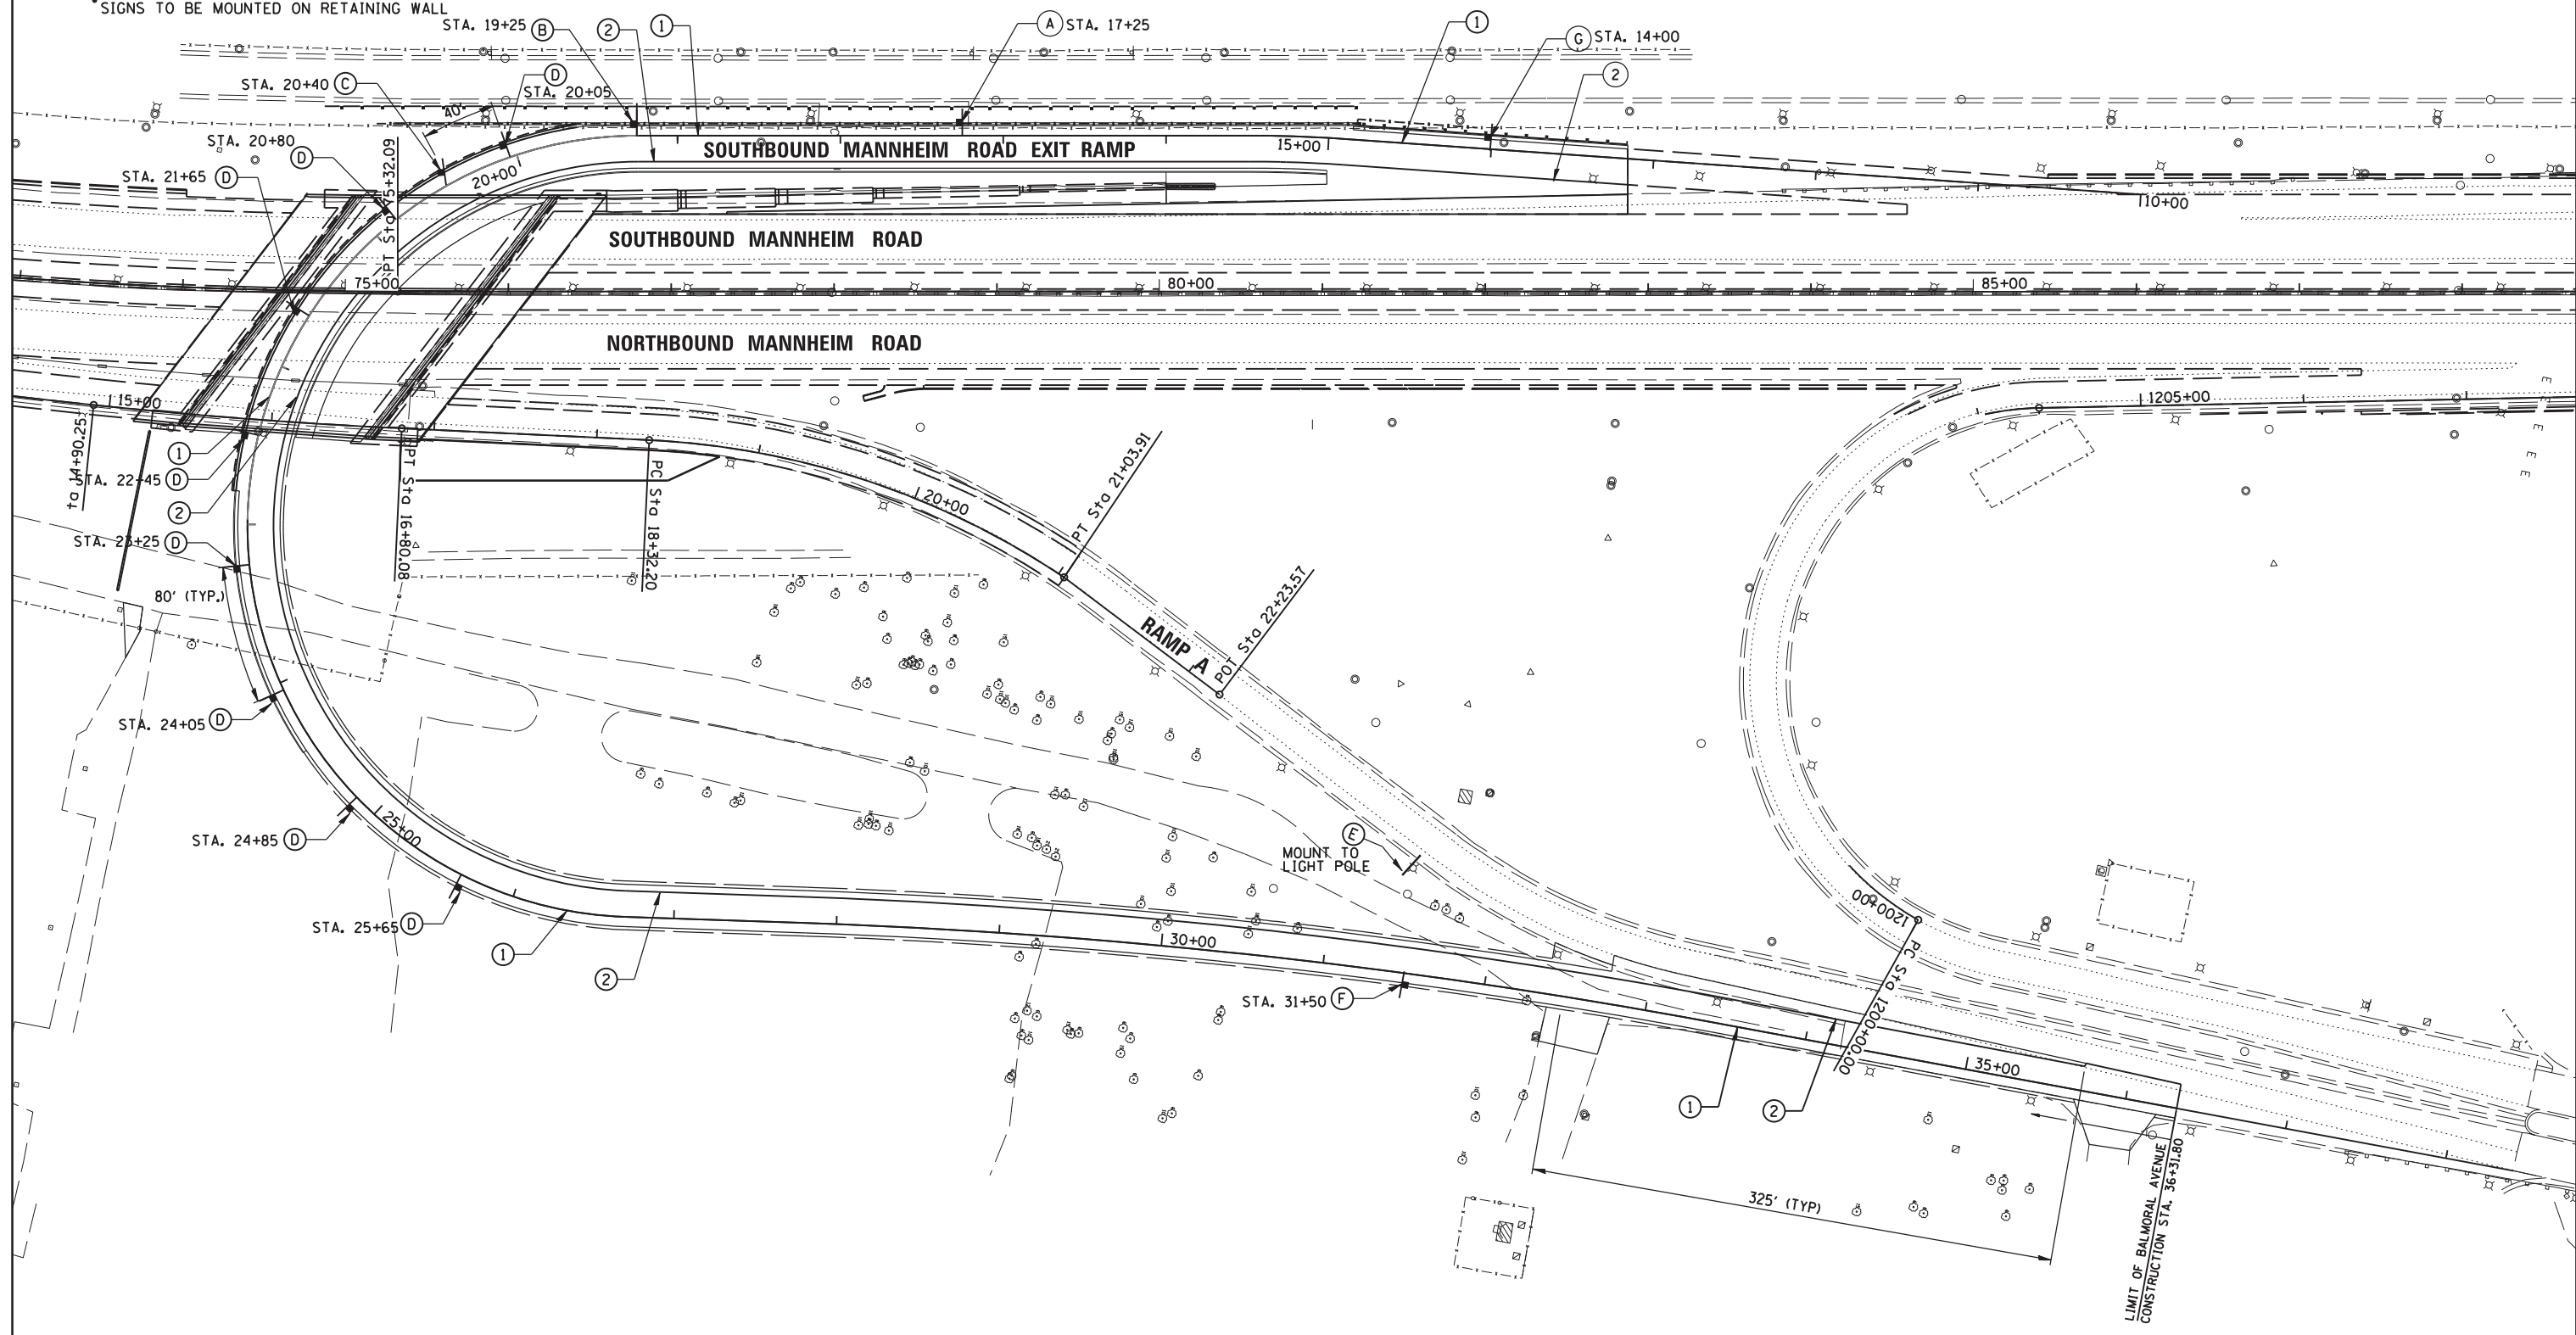 *SIGNS TO BE MOUNTED ON RETAINING WALL
STA. 19+25 B
2
1
A STA. 17+25
1
G STA. 14+00
2
STA. 20+40 C
D
STA. 20+05
40'
STA. 20+80
D
STA. 21+65 D
PT Sta 75+32.09
20+00
SOUTHBOUND MANNHEIM ROAD EXIT RAMP
15+00
110+00
SOUTHBOUND MANNHEIM ROAD
75+00
80+00
85+00
NORTHBOUND MANNHEIM ROAD
15+00
1205+00
ta 14+90.25
1
STA. 22+45 D
2
STA. 23+25 D
PT Sta 16+80.08
PC Sta 18+32.20
20+00
PT Sta 21+03.91
RAMP A
POT Sta 22+23.57
80' (TYP.)
STA. 24+05 D
STA. 24+85 D
25+00
STA. 25+65 D
1
2
E
MOUNT TO
LIGHT POLE
30+00
STA. 31+50 F
1200+00
PC Sta 1200+00.00
35+00
1
2
325' (TYP)
LIMIT OF BALMORAL AVENUE
CONSTRUCTION STA. 36+31.80
E
E
E
E